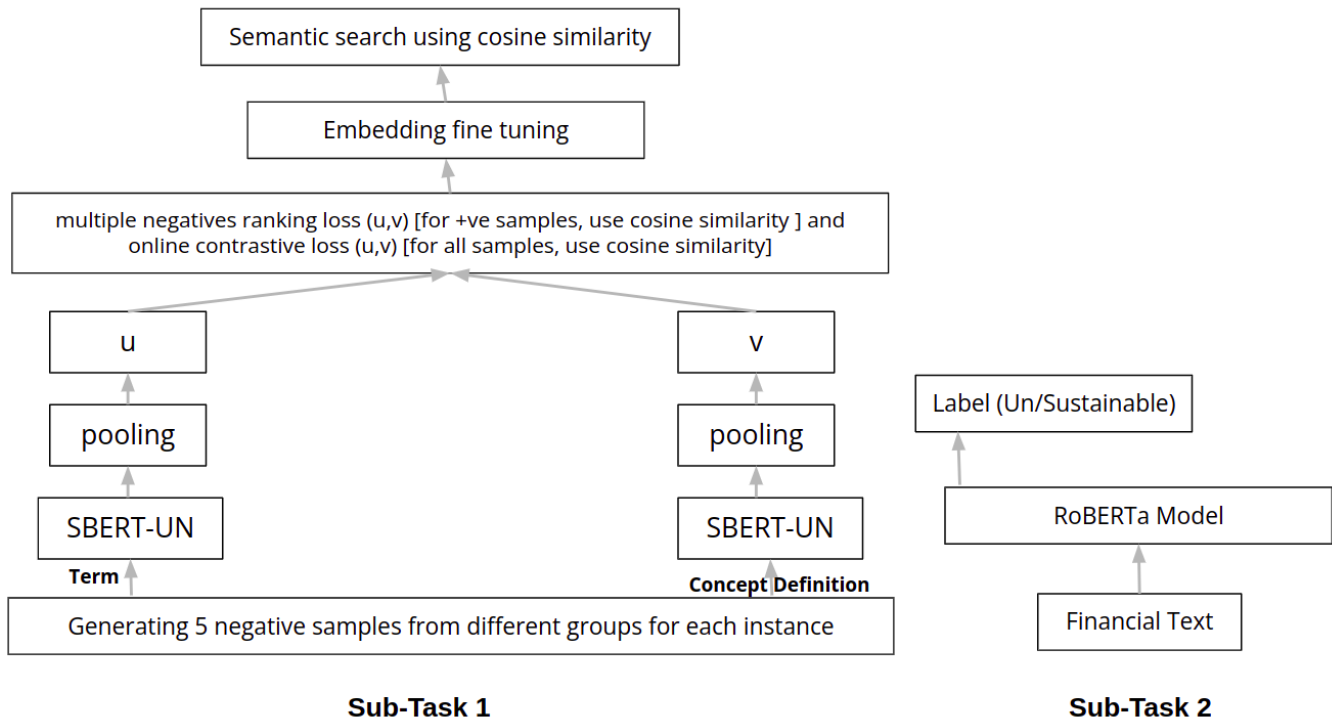 Semantic search using cosine similarity
Embedding fine tuning
multiple negatives ranking loss (u,v) [for +ve samples, use cosine similarity ] and
online contrastive loss (u,v) [for all samples, use cosine similarity]
u
v
pooling
pooling
SBERT-UN
SBERT-UN
Term
Concept Definition
Generating 5 negative samples from different groups for each instance
Sub-Task 1
Label (Un/Sustainable)
RoBERTa Model
Financial Text
Sub-Task 2